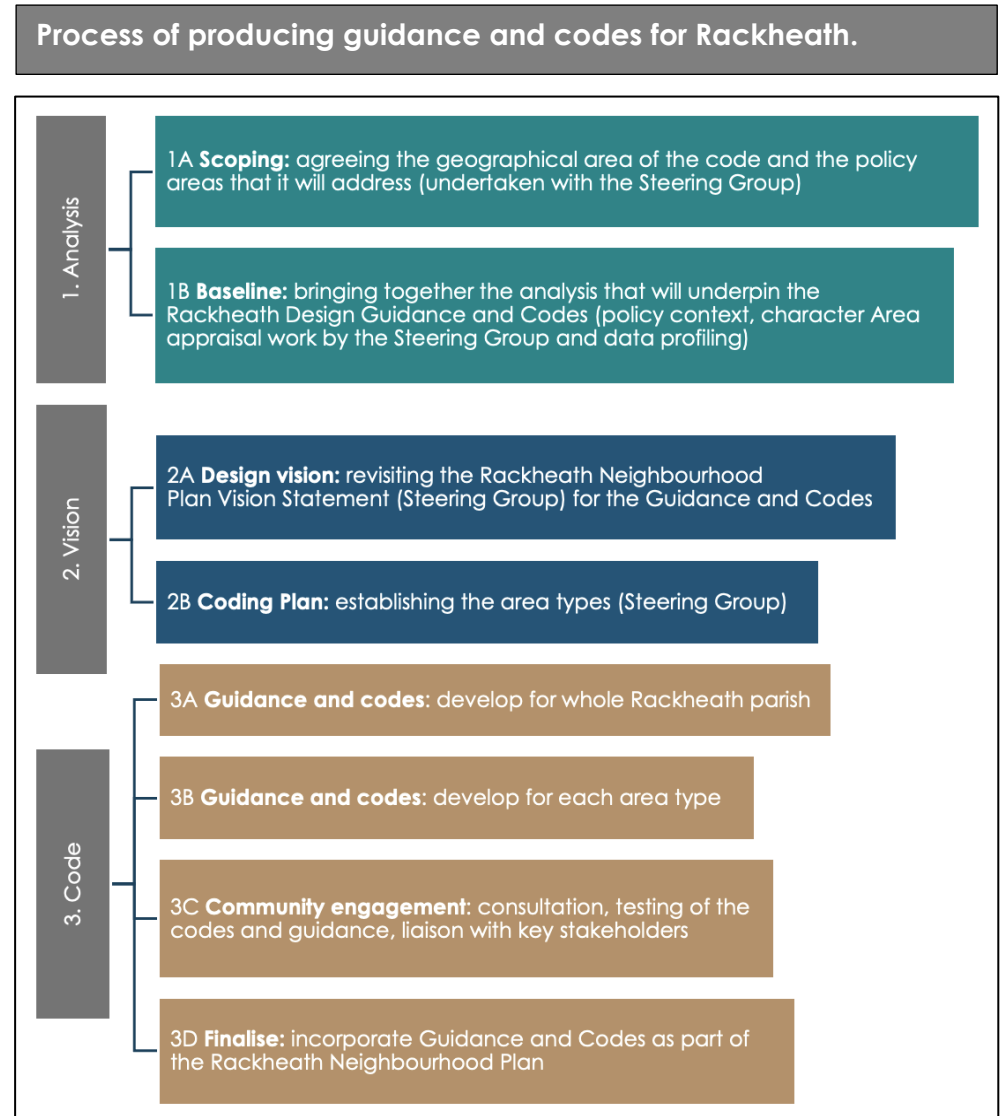 Process of producing guidance and codes for Rackheath.
1. Analysis
1A Scoping: agreeing the geographical area of the code and the policy
areas that it will address (undertaken with the Steering Group)
1B Baseline: bringing together the analysis that will underpin the
Rackheath Design Guidance and Codes (policy context, character Area
appraisal work by the Steering Group and data profiling)
2. Vision
2A Design vision: revisiting the Rackheath Neighbourhood
Plan Vision Statement (Steering Group) for the Guidance and Codes
2B Coding Plan: establishing the area types (Steering Group)
3. Code
3A Guidance and codes: develop for whole Rackheath parish
3B Guidance and codes: develop for each area type
3C Community engagement: consultation, testing of the
codes and guidance, liaison with key stakeholders
3D Finalise: incorporate Guidance and Codes as part of
the Rackheath Neighbourhood Plan